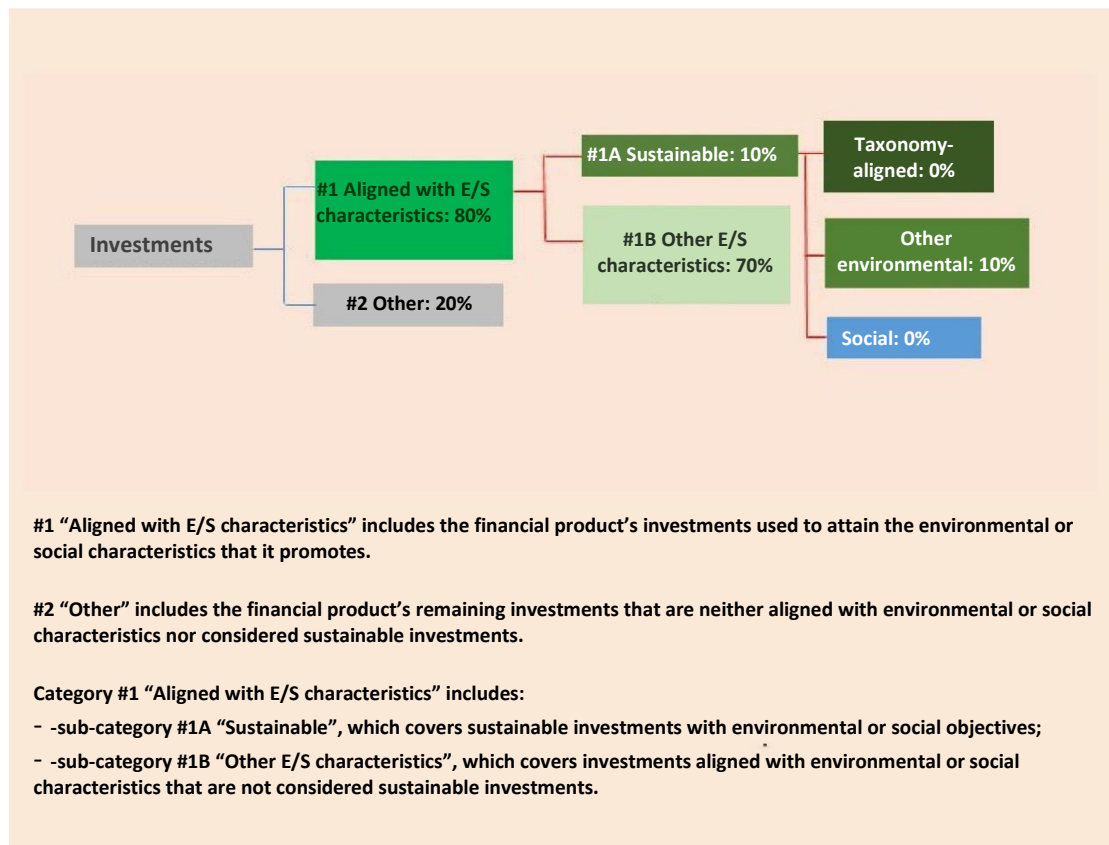 Investments
#1 Aligned with E/S
characteristics: 80%
#2 Other: 20%
#1A Sustainable: 10%
#1B Other E/S
characteristics: 70%
Taxonomy-
aligned: 0%
Other
environmental: 10%
Social: 0%
#1 “Aligned with E/S characteristics” includes the financial product’s investments used to attain the environmental or
social characteristics that it promotes.
#2 “Other” includes the financial product’s remaining investments that are neither aligned with environmental or social
characteristics nor considered sustainable investments.
Category #1 “Aligned with E/S characteristics” includes:
- -sub-category #1A “Sustainable”, which covers sustainable investments with environmental or social objectives;
- -sub-category #1B “Other E/S characteristics”, which covers investments aligned with environmental or social
characteristics that are not considered sustainable investments.